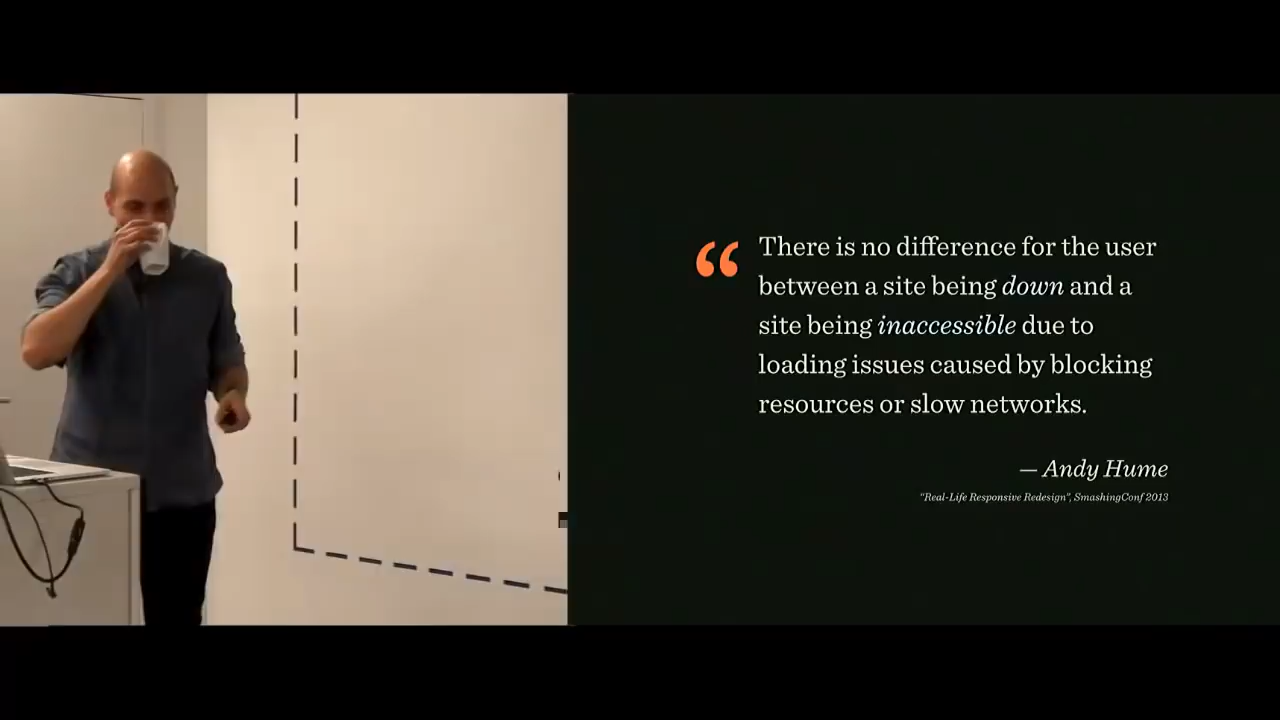 “ There is no difference for the user
between a site being down and a
site being inaccessible due to
loading issues caused by blocking
resources or slow networks.
— Andy Hume
“Real-Life Responsive Redesign”, SmashingConf 2013